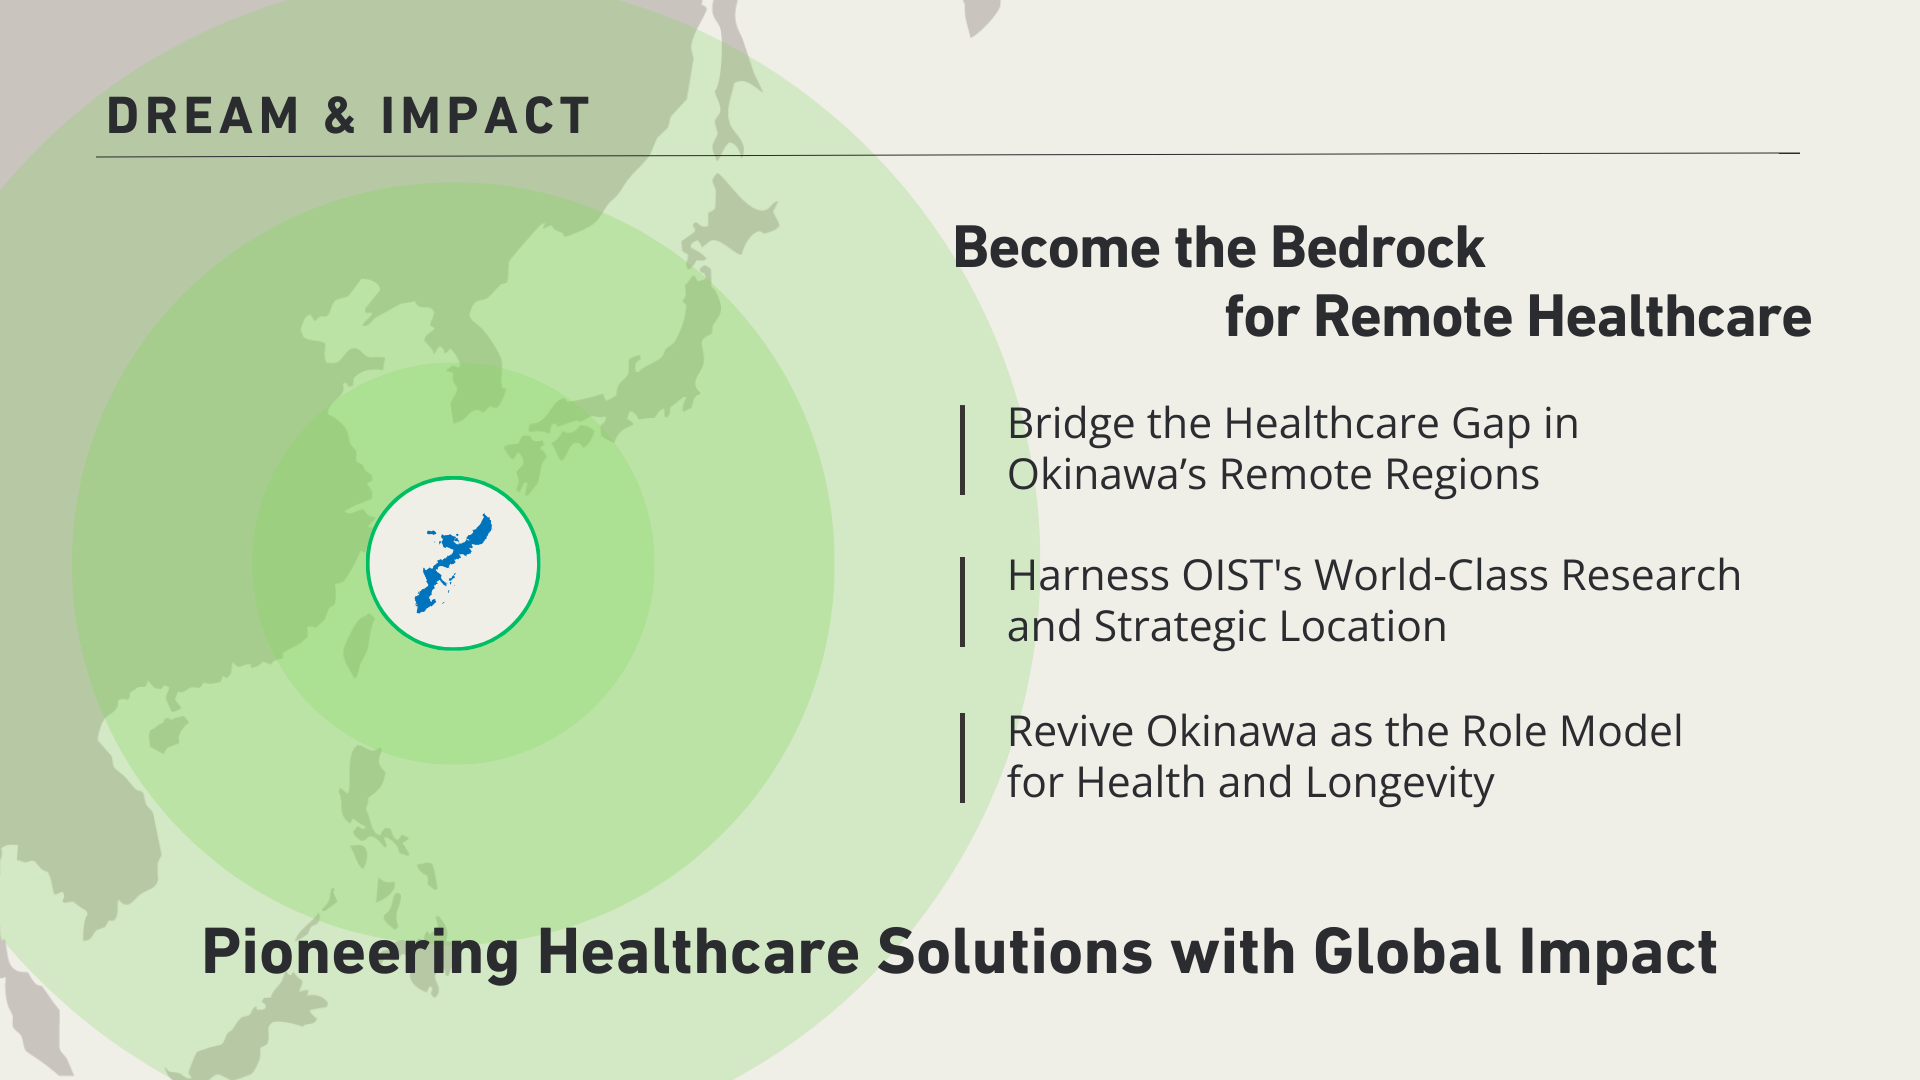 DREAM & IMPACT
Become the Bedrock
for Remote Healthcare
Bridge the Healthcare Gap in
Okinawa’s Remote Regions
Harness OIST's World-Class Research
and Strategic Location
Revive Okinawa as the Role Model
for Health and Longevity
Pioneering Healthcare Solutions with Global Impact